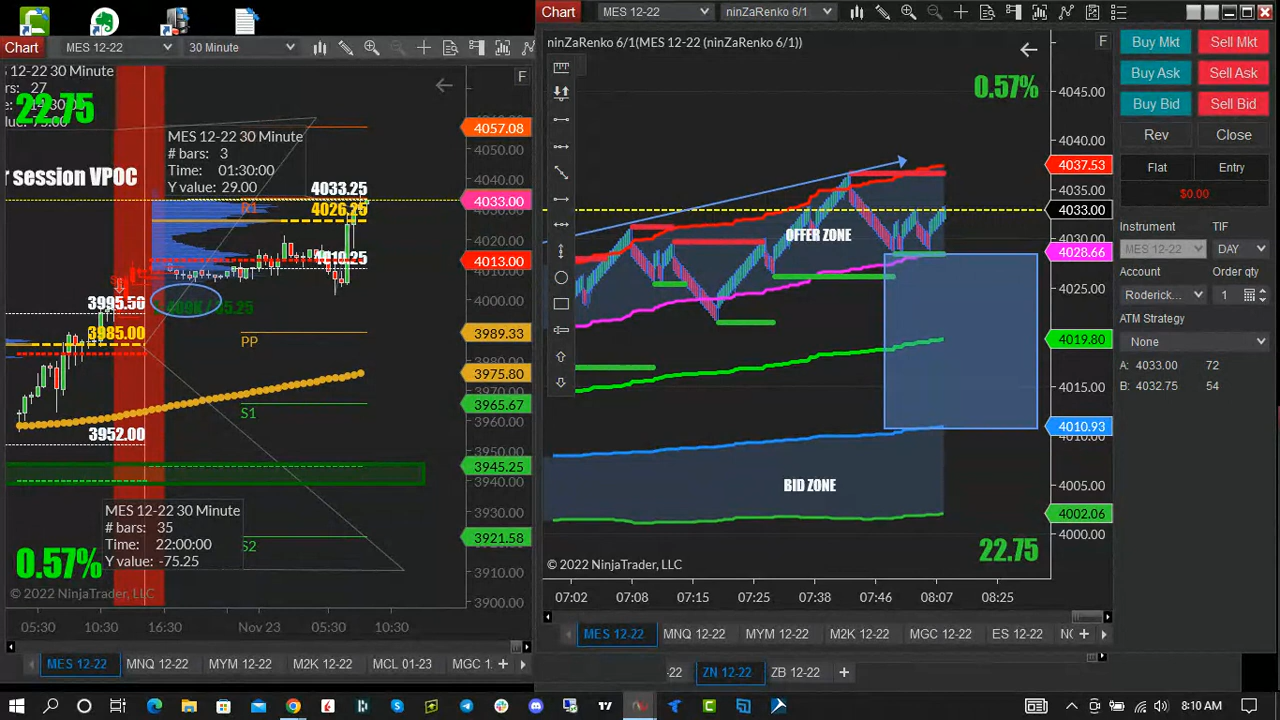 Chart
MES 12-22
30 Minute
MES 12-22 30 Minute
27
22.75
r session VPOC
MES 12-22 30 Minute
# bars: 3
Time: 01:30:00
Y value: 29.00
4033.25
R1
4026.25
3995.50
3985.00
PP
S1
3952.00
MES 12-22 30 Minute
# bars: 35
Time: 22:00:00
Y value: -75.25
S2
0.57%
© 2022 NinjaTrader, LLC
4057.08
4050.00
4033.00
4020.00
4013.00
4000.00
3989.33
3975.80
3965.67
3960.00
3945.25
3940.00
3921.58
3910.00
3900.00
F
05:30
10:30
16:30
Nov 23
05:30
10:30
MES 12-22
MNQ 12-22
MYM 12-22
M2K 12-22
MCL 01-23
MGC 1.
Chart
MES 12-22
ninZaRenko 6/1
ninZaRenko 6/1(MES 12-22 (ninZaRenko 6/1))
F
0.57%
OFFER ZONE
BID ZONE
22.75
© 2022 NinjaTrader, LLC
4045.00
4040.00
4037.53
4035.00
4033.00
4030.00
4028.66
4025.00
4019.80
4015.00
4010.93
4010.00
4005.00
4002.06
4000.00
07:02
07:08
07:15
07:25
07:38
07:46
08:07
08:25
MES 12-22
MNQ 12-22
MYM 12-22
M2K 12-22
MGC 12-22
ES 12-22
-22
ZN 12-22
ZB 12-22
Buy Mkt
Sell Mkt
Buy Ask
Sell Ask
Buy Bid
Sell Bid
Rev
Close
Flat
Entry
$0.00
Instrument
TIF
MES 12-22
DAY
Account
Order qty
Roderick...
1
ATM Strategy
None
A: 4033.00 72
B: 4032.75 54
8:10 AM